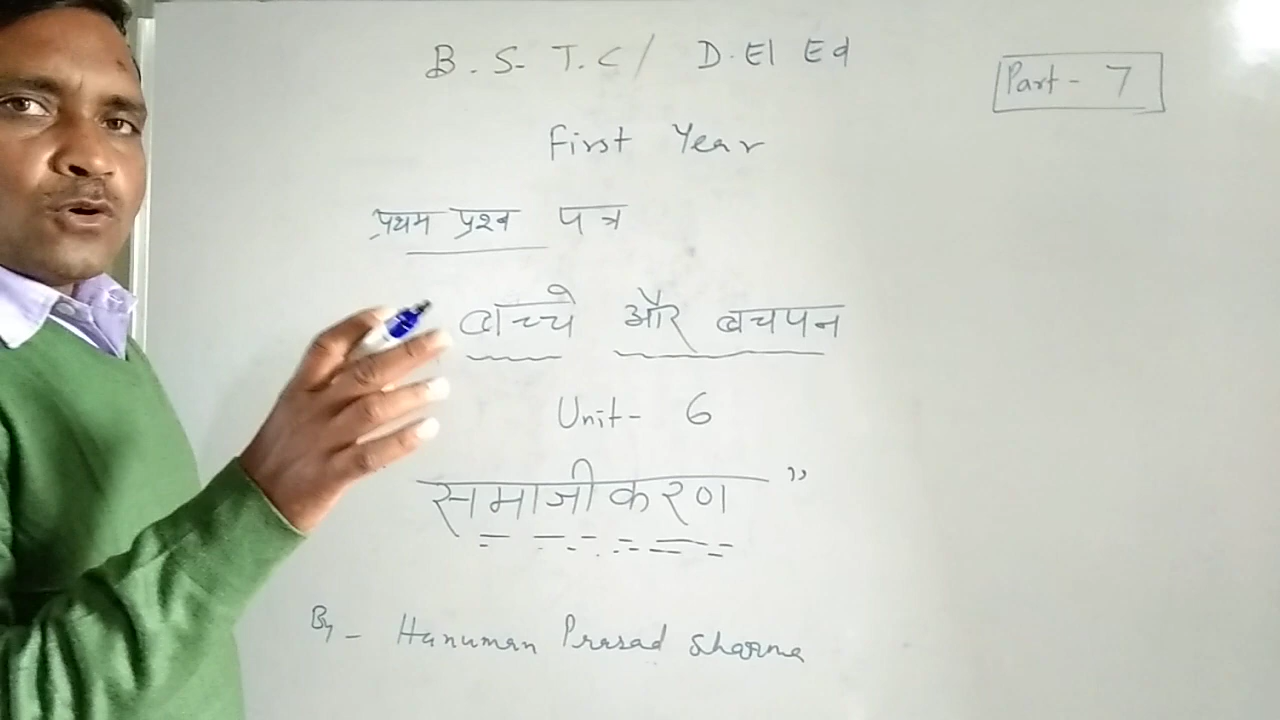 B.S.T.C/ D.El Ed
Part - 7
First Year
प्रथम प्रश्न पत्र
बच्चे और बचपन
Unit- 6
समाजीकरण"
By - Hanuman Prasad Sharma